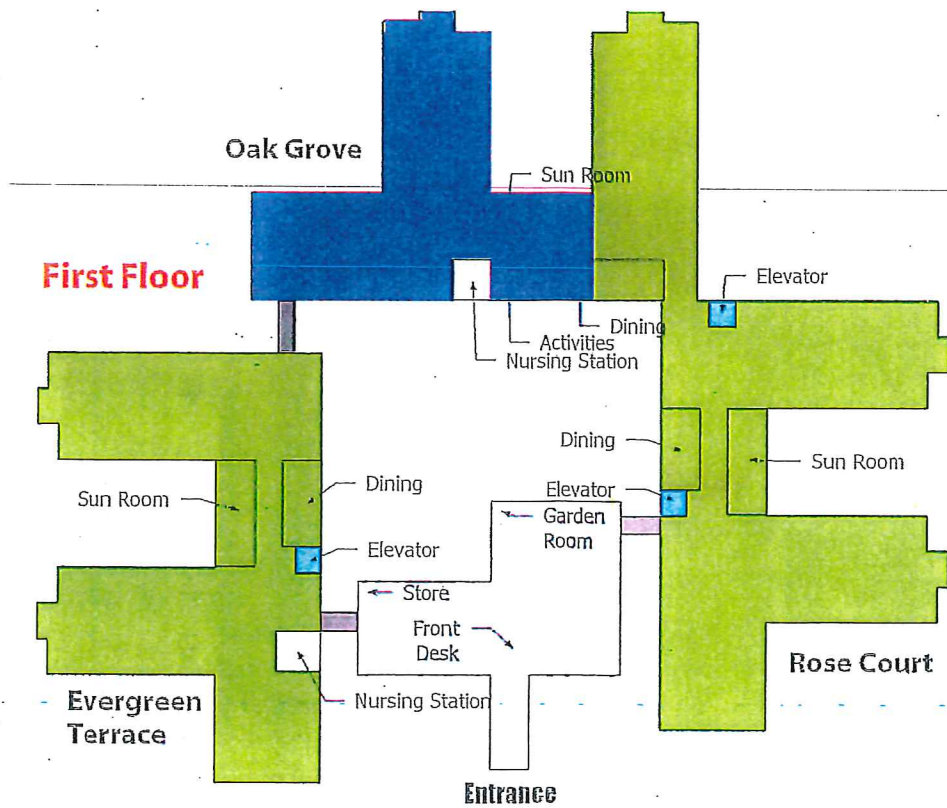 Oak Grove
Sun Room
First Floor
Elevator
Dining
Activities
Nursing Station
Dining
Sun Room
Dining
Sun Room
Elevator
Garden
Room
Elevator
Store
Front
Desk
Rose Court
Nursing Station
Evergreen
Terrace
Entrance